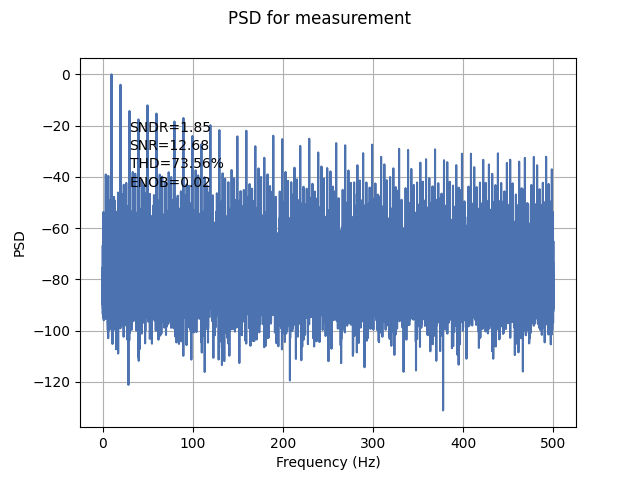 PSD for measurement
0
−20
−40
−60
−80
−100
−120
PSD
SNDR=1.85
SNR=12.68
THD=73.56%
ENOB=0.02
0
100
200
300
400
500
Frequency (Hz)